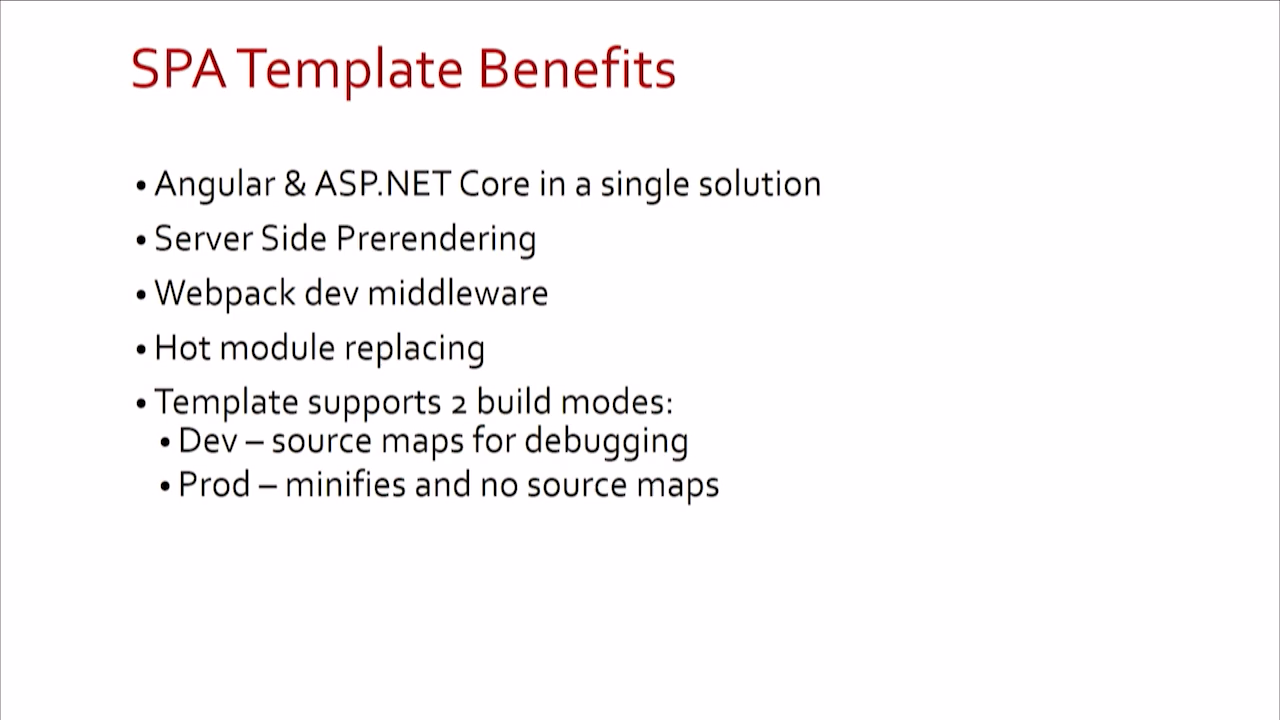 SPA Template Benefits
• Angular & ASP.NET Core in a single solution
• Server Side Prerendering
• Webpack dev middleware
• Hot module replacing
• Template supports 2 build modes:
• Dev – source maps for debugging
• Prod – minifies and no source maps